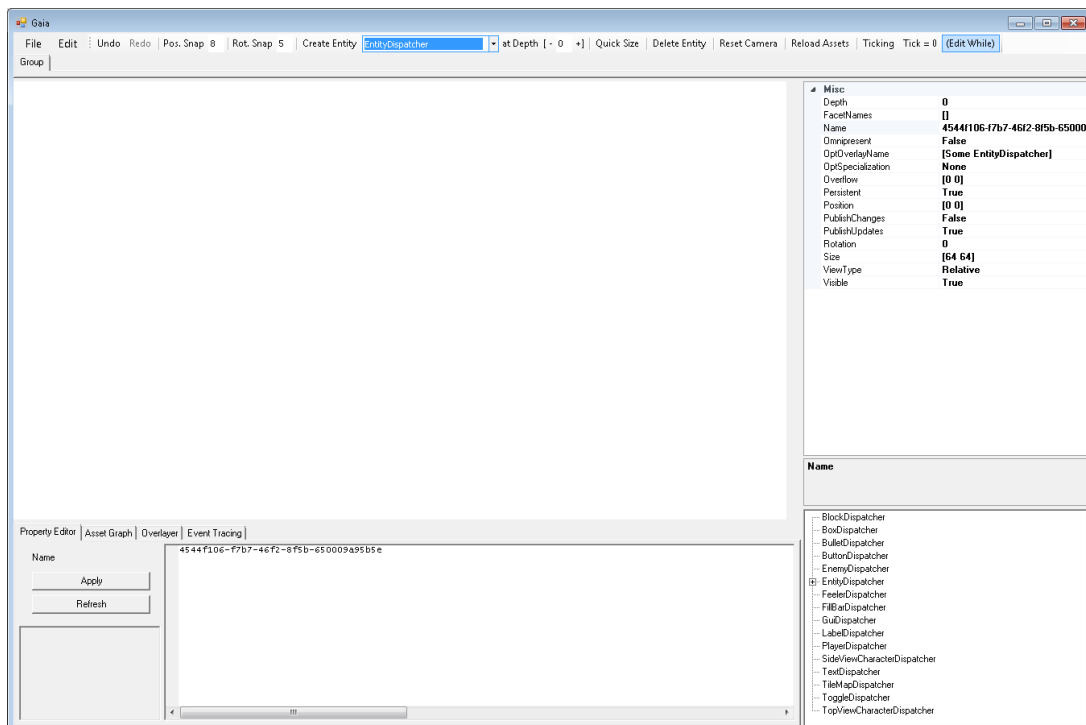 Gaia
File Edit Undo Redo Pos. Snap 8 Rot. Snap 5 Create Entity EntityDispatcher at Depth [ - 0 +] Quick Size Delete Entity Reset Camera Reload Assets Ticking Tick = 0 (Edit While)
Group
Misc
Depth 0
FacetNames []
Name 4544f106-f7b7-46f2-8f5b-65000
Omnipresent False
OptOverlayName [Some EntityDispatcher]
OptSpecialization None
Overflow [0 0]
Persistent True
Position [0 0]
PublishChanges False
PublishUpdates True
Rotation 0
Size [64 64]
ViewType Relative
Visible True
Name
Property Editor Asset Graph Overlayer Event Tracing
Name
Apply
Refresh
4544f106-f7b7-46f2-8f5b-650009a95b5e
BlockDispatcher
BoxDispatcher
BulletDispatcher
ButtonDispatcher
EnemyDispatcher
EntityDispatcher
FeelerDispatcher
FillBarDispatcher
GuiDispatcher
LabelDispatcher
PlayerDispatcher
SideViewCharacterDispatcher
TextDispatcher
TileMapDispatcher
ToggleDispatcher
TopViewCharacterDispatcher